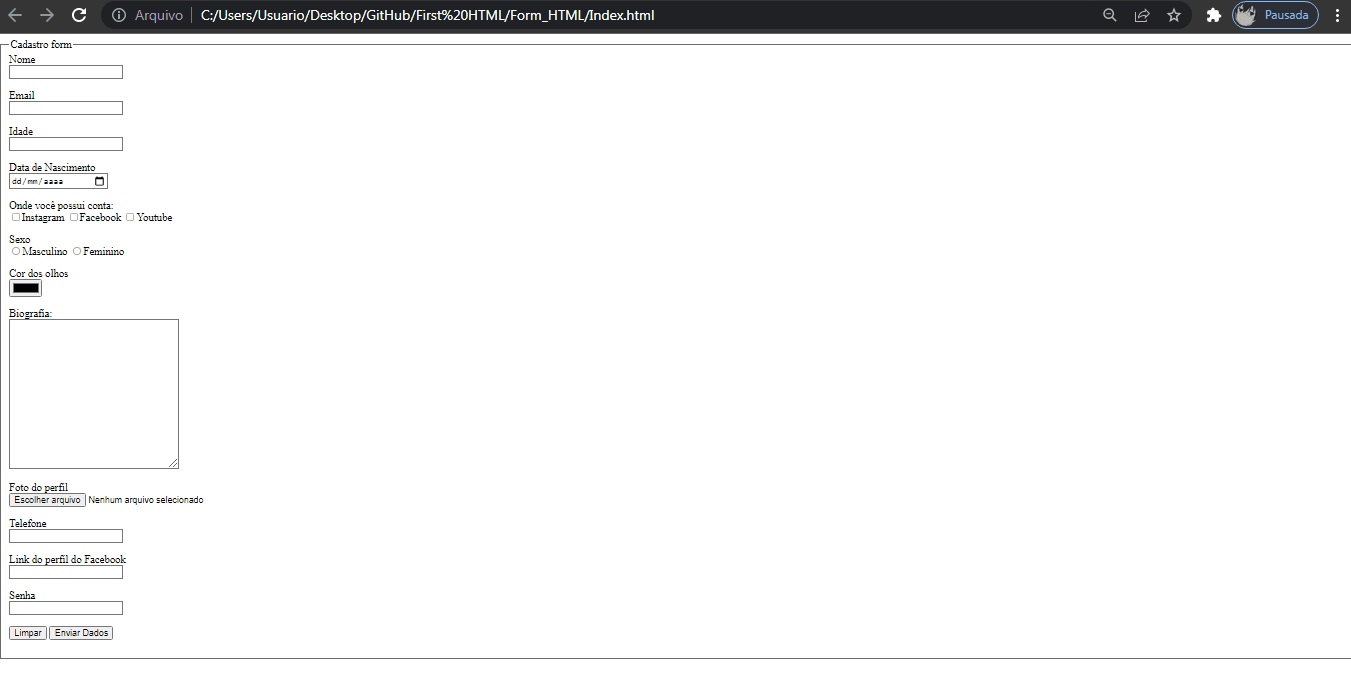 Arquivo C:/Users/Usuario/Desktop/GitHub/First%20HTML/Form_HTML/Index.html Pausada
Cadastro form
Nome
Email
Idade
Data de Nascimento
dd/mm/aaaa
Onde você possui conta:
Instagram Facebook Youtube
Sexo
Masculino Feminino
Cor dos olhos
Biografia:
Foto do perfil
Escolher arquivo Nenhum arquivo selecionado
Telefone
Link do perfil do Facebook
Senha
Limpar Enviar Dados